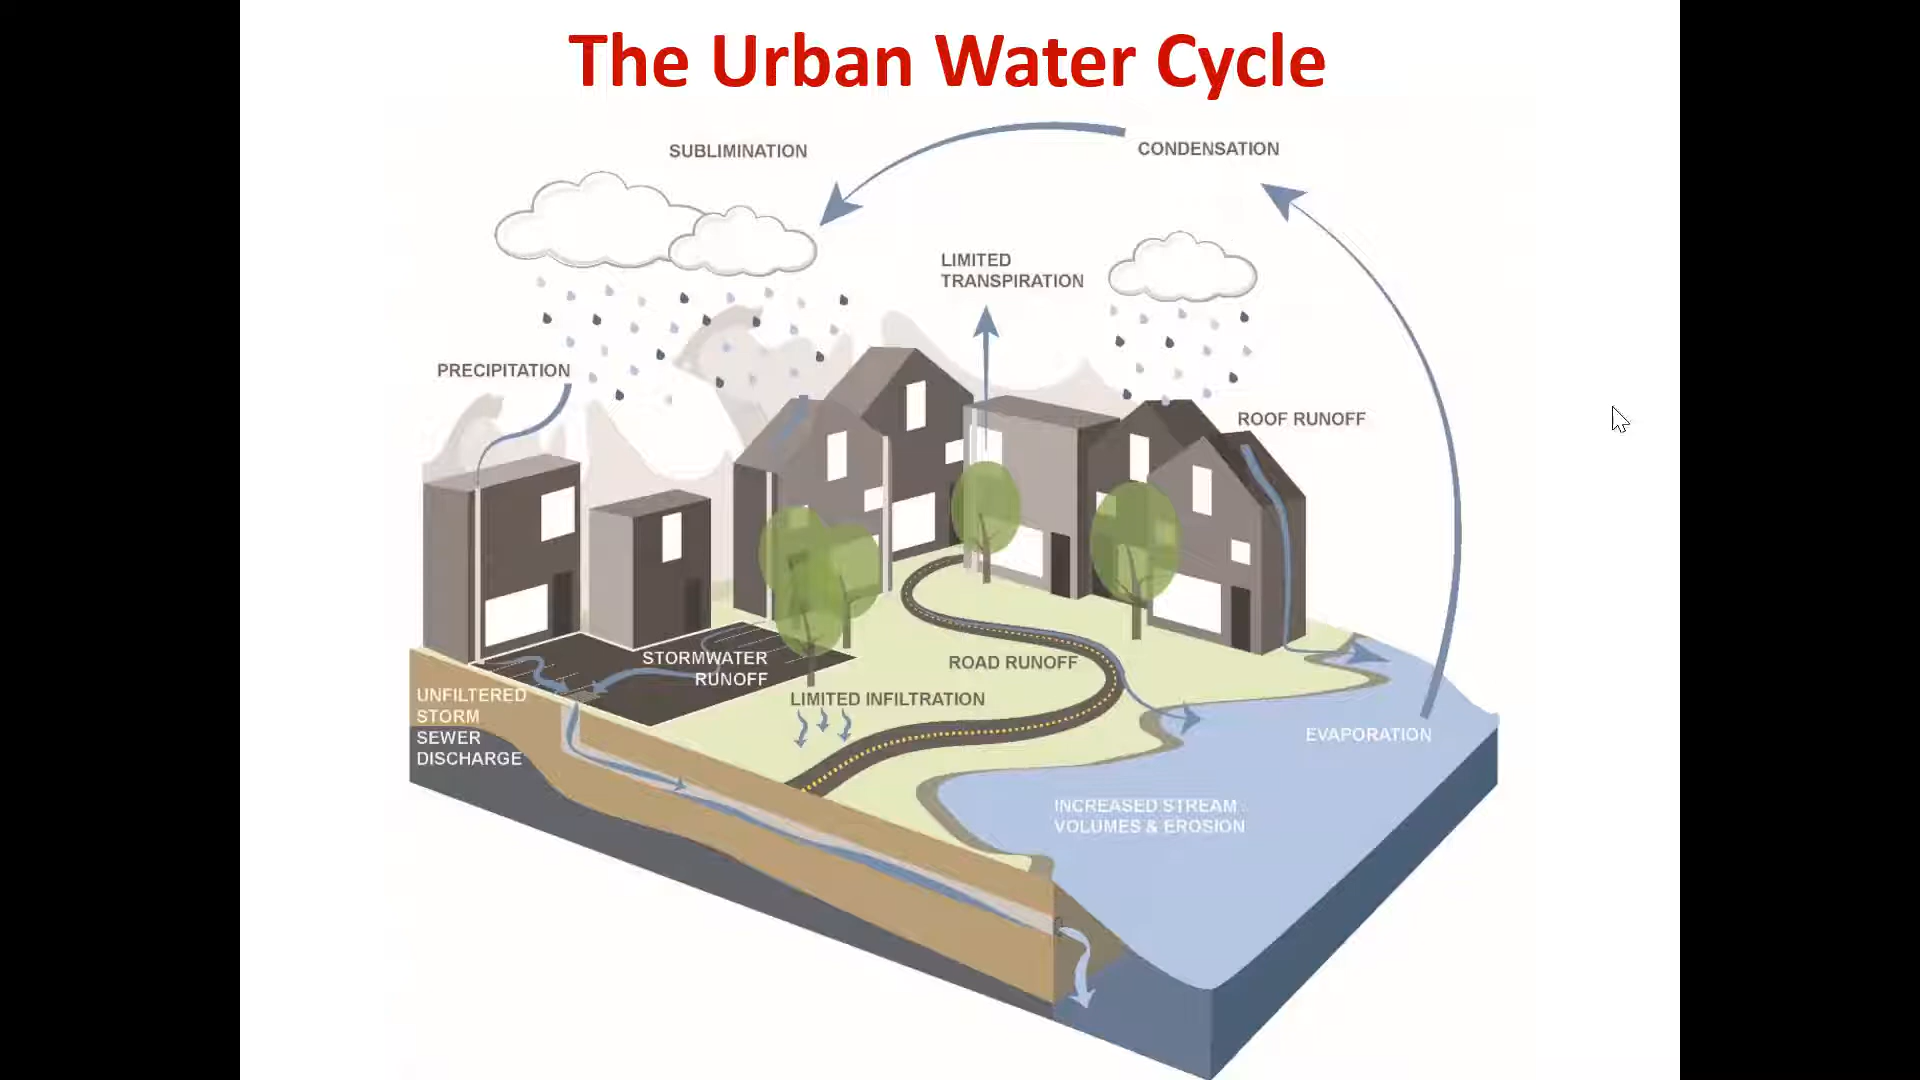 The Urban Water Cycle
SUBLIMINATION
CONDENSATION
LIMITED
TRANSPIRATION
PRECIPITATION
ROOF RUNOFF
STORMWATER
RUNOFF
ROAD RUNOFF
UNFILTERED
STORM
SEWER
DISCHARGE
LIMITED INFILTRATION
EVAPORATION
INCREASED STREAM
VOLUMES & EROSION